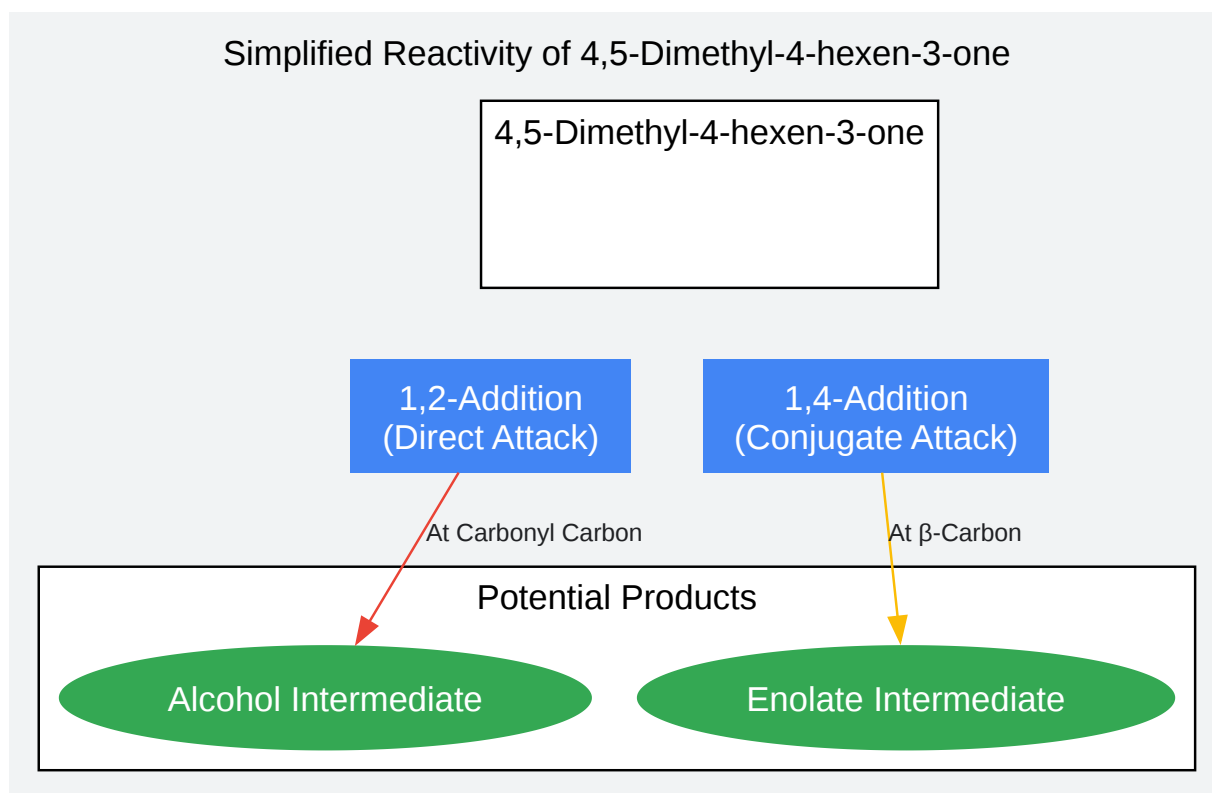 Simplified Reactivity of 4,5-Dimethyl-4-hexen-3-one
4,5-Dimethyl-4-hexen-3-one
1,2-Addition
(Direct Attack)
1,4-Addition
(Conjugate Attack)
At Carbonyl Carbon
At β-Carbon
Potential Products
Alcohol Intermediate
Enolate Intermediate